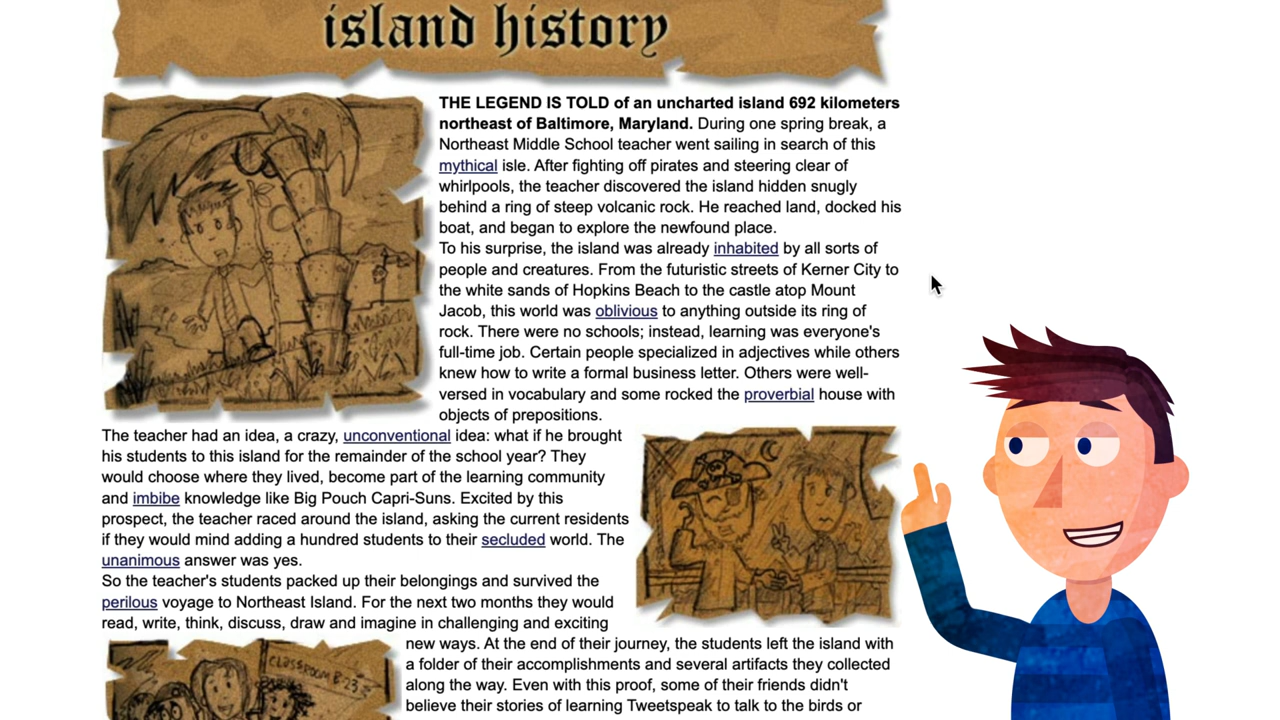 island history
THE LEGEND IS TOLD of an uncharted island 692 kilometers
northeast of Baltimore, Maryland. During one spring break, a
Northeast Middle School teacher went sailing in search of this
mythical isle. After fighting off pirates and steering clear of
whirlpools, the teacher discovered the island hidden snugly
behind a ring of steep volcanic rock. He reached land, docked his
boat, and began to explore the newfound place.
To his surprise, the island was already inhabited by all sorts of
people and creatures. From the futuristic streets of Kerner City to
the white sands of Hopkins Beach to the castle atop Mount
Jacob, this world was oblivious to anything outside its ring of
rock. There were no schools; instead, learning was everyone's
full-time job. Certain people specialized in adjectives while others
knew how to write a formal business letter. Others were well-
versed in vocabulary and some rocked the proverbial house with
objects of prepositions.
The teacher had an idea, a crazy, unconventional idea: what if he brought
his students to this island for the remainder of the school year? They
would choose where they lived, become part of the learning community
and imbibe knowledge like Big Pouch Capri-Suns. Excited by this
prospect, the teacher raced around the island, asking the current residents
if they would mind adding a hundred students to their secluded world. The
unanimous answer was yes.
So the teacher's students packed up their belongings and survived the
perilous voyage to Northeast Island. For the next two months they would
read, write, think, discuss, draw and imagine in challenging and exciting
new ways. At the end of their journey, the students left the island with
a folder of their accomplishments and several artifacts they collected
along the way. Even with this proof, some of their friends didn't
believe their stories of learning Tweetspeak to talk to the birds or
CLASSROOM B-23